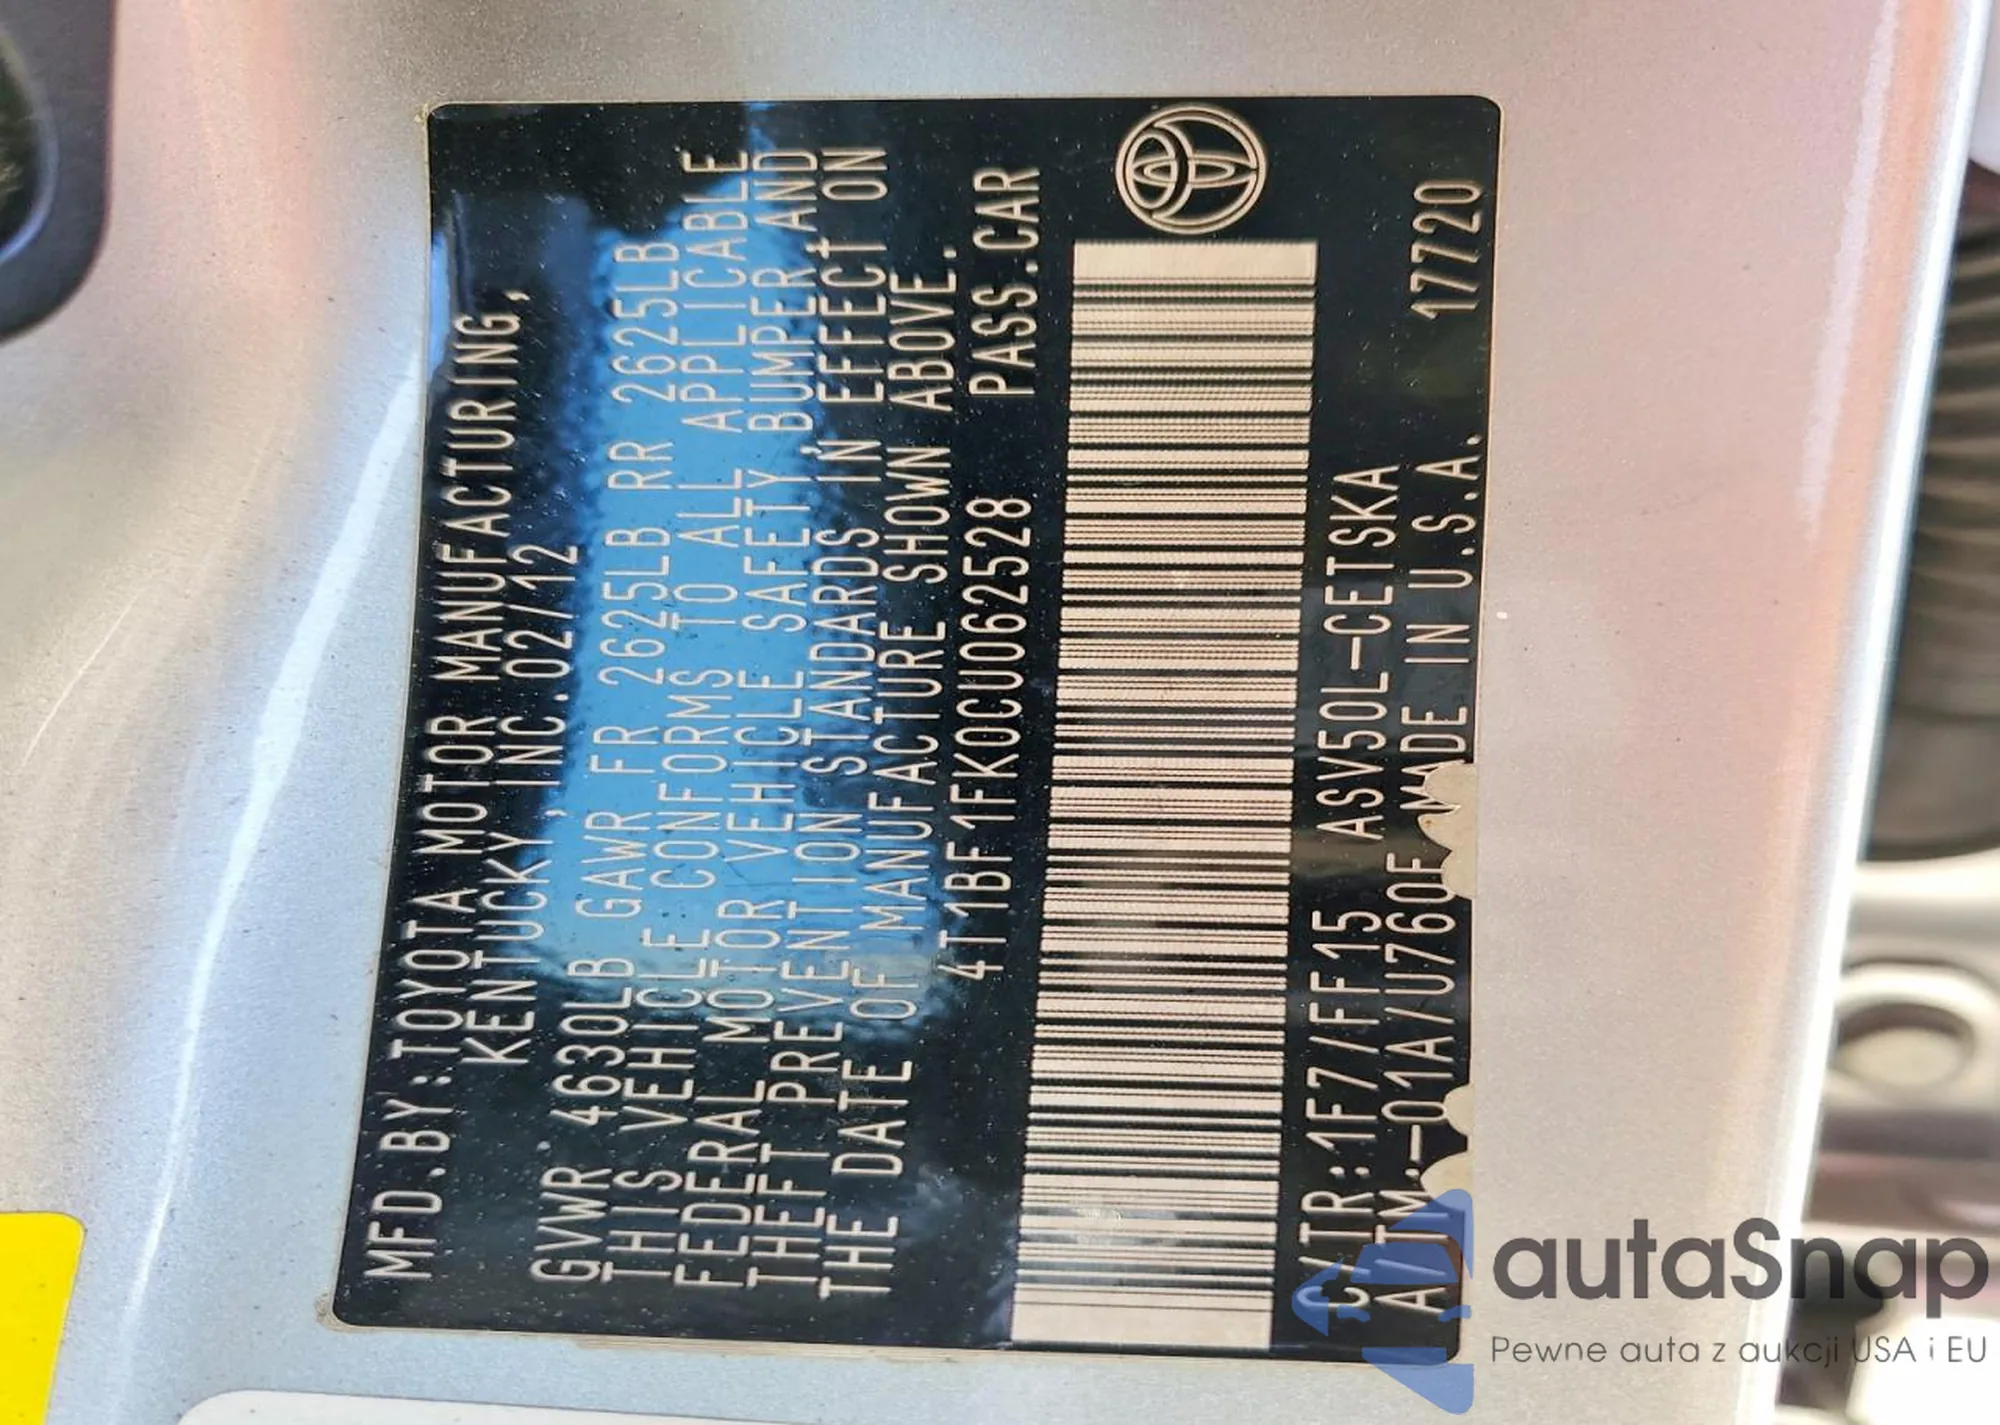 MFD.BY:TOYOTA MOTOR MANUFACTURING,
KENTUCKY, INC.02/12
GVWR. 4630LB GAWR FR 2625LB RR 2625LB
THIS VEHICLE CONFORMS TO ALL APPLICABLE
FEDERAL MOTOR VEHICLE SAFETY, BUMPER, AND
THEFT PREVENTION STANDARDS IN EFFECT ON
THE DATE OF MANUFACTURE SHOWN ABOVE.
4T1BF1FK0CU062528 PASS.CAR
C/TR:1F7/FF15 ASV50L-CETSKA
A/TM:-01A/U760F MADE IN U.S.A. 17720
autaSnap
Pewne auta z aukcji USA i EU